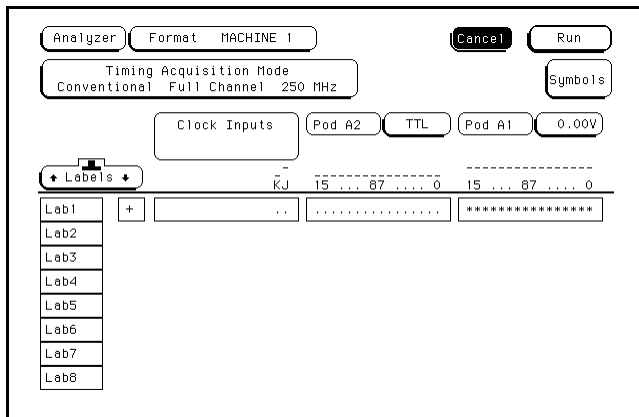 Analyzer Format MACHINE 1 Cancel Run
Timing Acquisition Mode
Conventional Full Channel 250 MHz
Symbols
Clock Inputs Pod A2 TTL Pod A1 0.00V
↑ Labels ↓
KJ 15 ... 87 .... 0 15 ... 87 .... 0
Lab1 + .. ................ ****************
Lab2
Lab3
Lab4
Lab5
Lab6
Lab7
Lab8